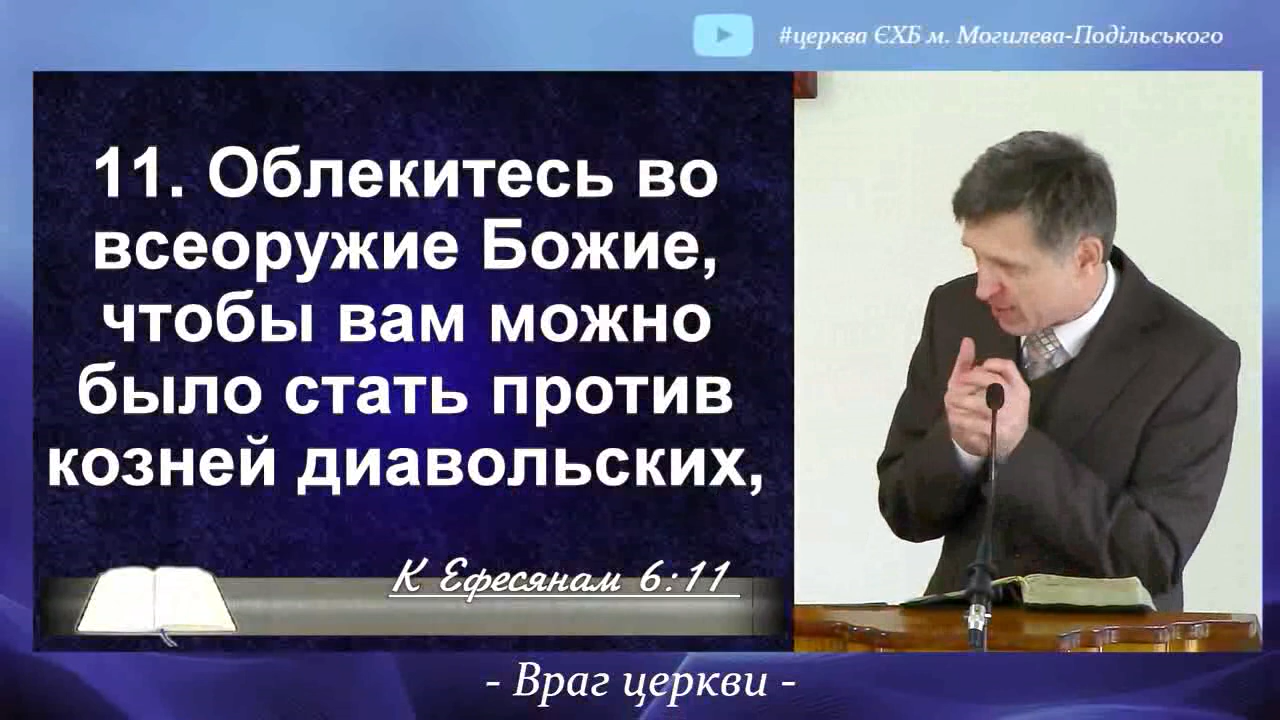 #церква ЄХБ м. Могилева-Подільського
11. Облекитесь во
всеоружие Божие,
чтобы вам можно
было стать против
козней диавольских,
К Ефесянам 6:11
- Враг церкви -